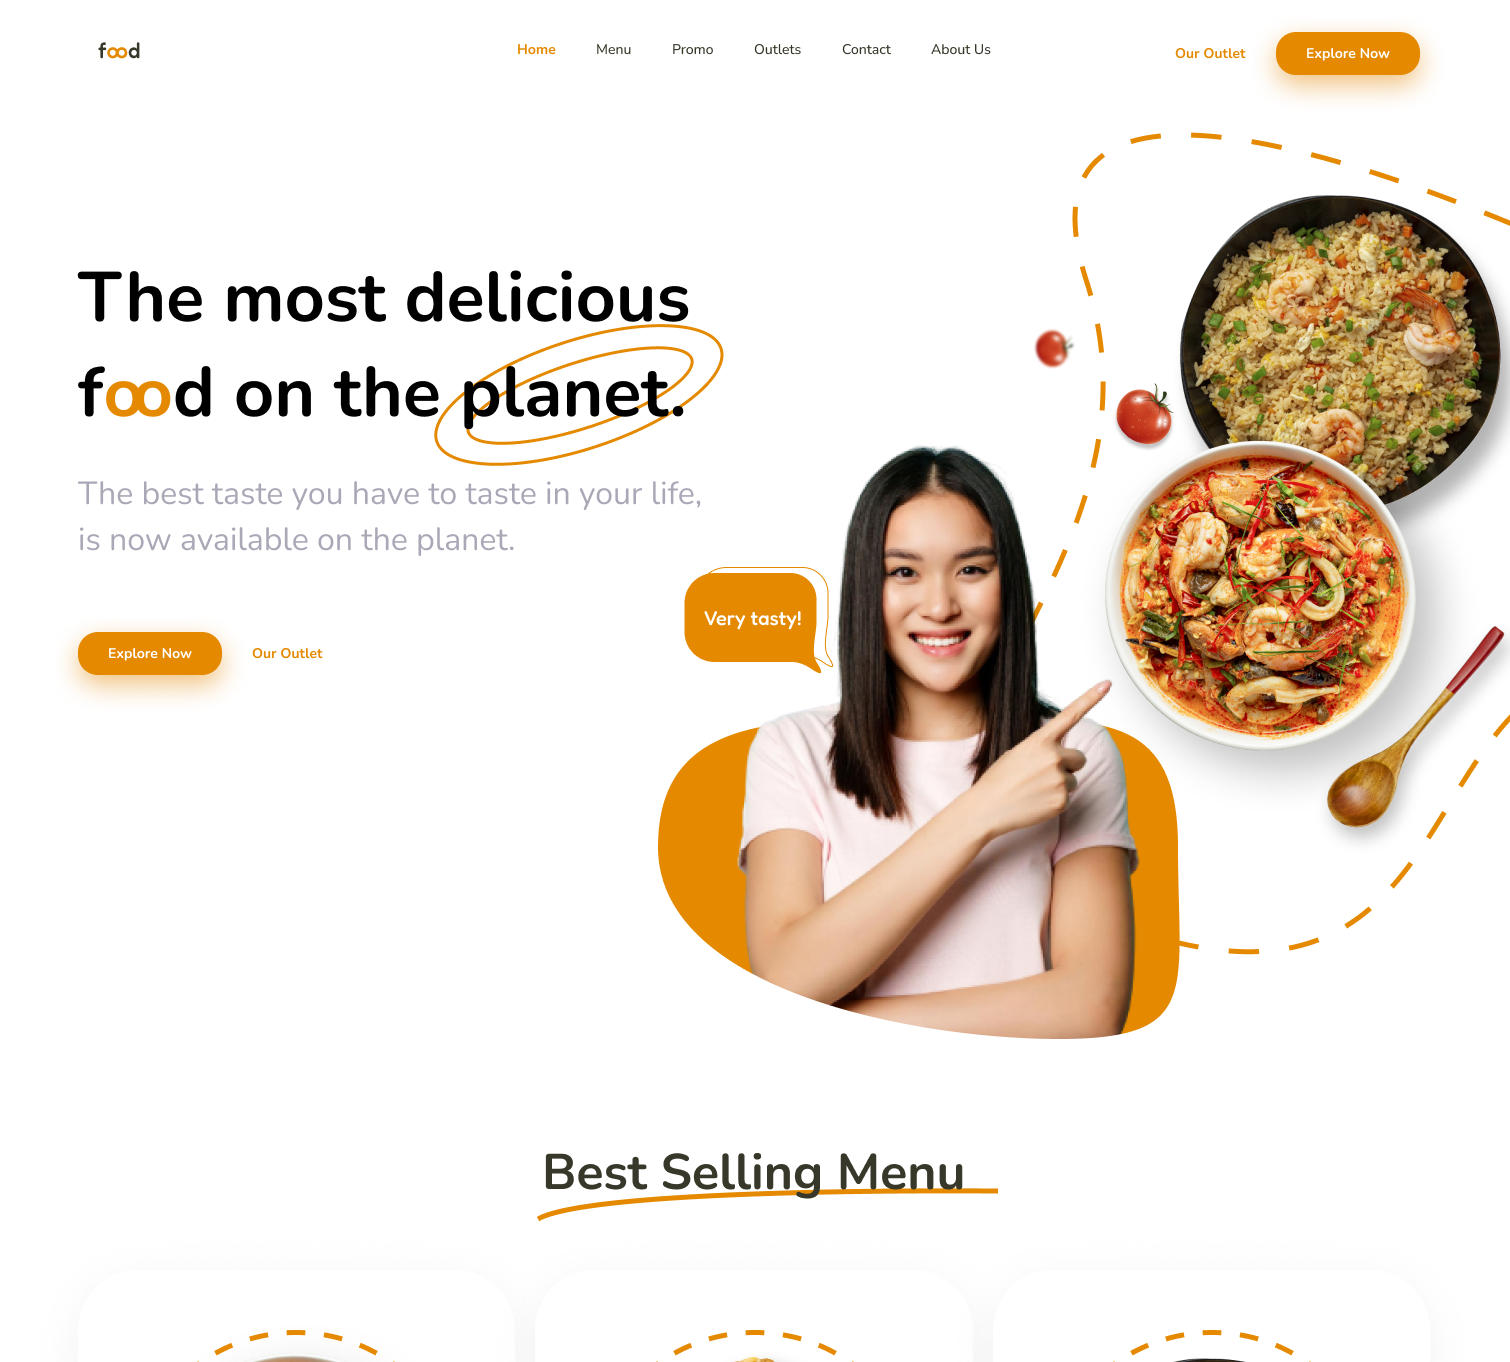 food
Home Menu Promo Outlets Contact About Us
Our Outlet Explore Now
The most delicious
food on the planet.
The best taste you have to taste in your life,
is now available on the planet.
Very tasty!
Explore Now Our Outlet
Best Selling Menu